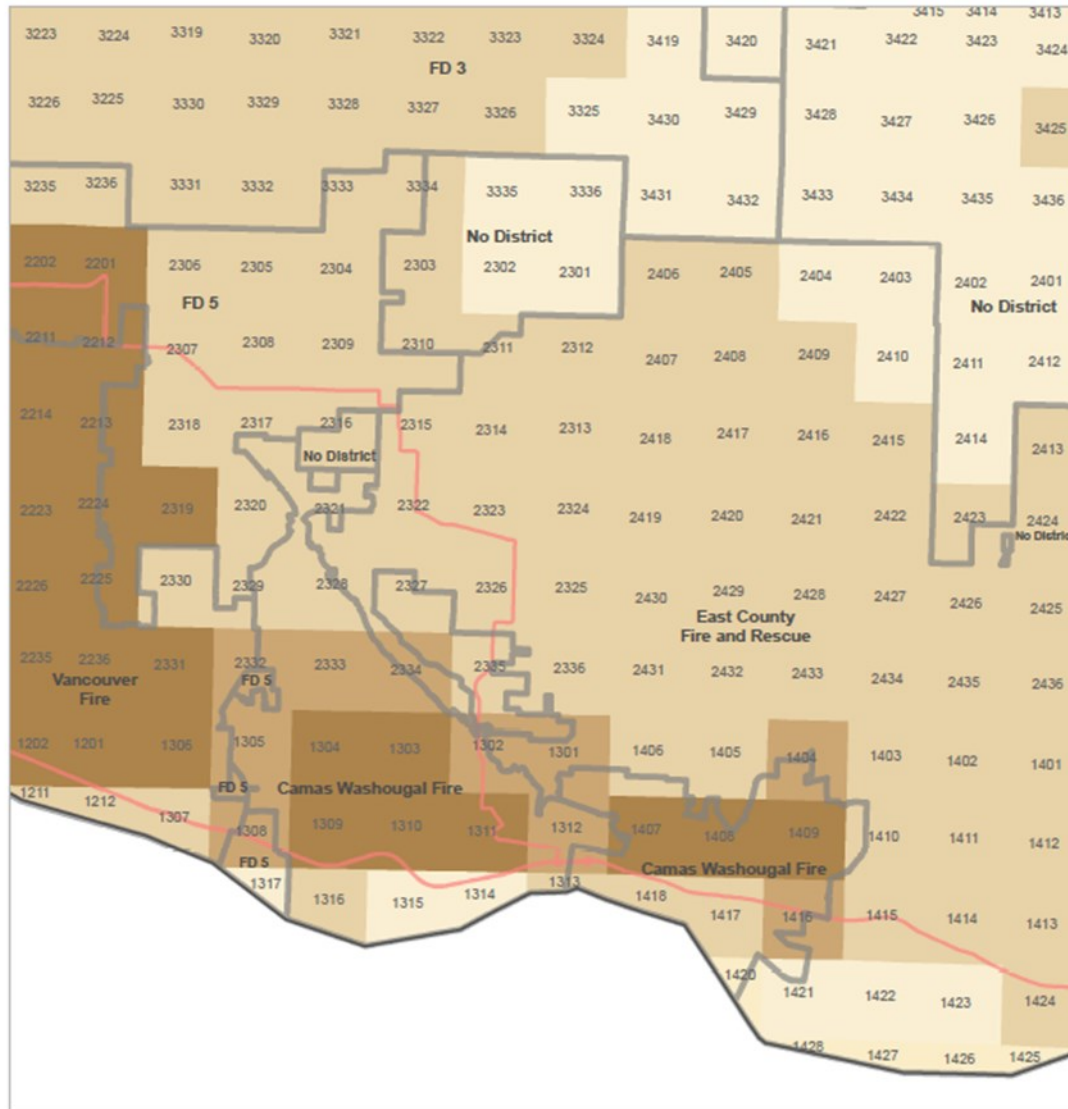 3415 3414 3413
3223 3224 3319 3320 3321 3322 3323 3324 3419 3420 3421 3422 3423 3424
FD 3
3226 3225 3330 3329 3328 3327 3326 3325 3430 3429 3428 3427 3426 3425
3235 3236 3331 3332 3333 3334 3335 3336 3431 3432 3433 3434 3435 3436
No District
2202 2201 2306 2305 2304 2303 2302 2301 2406 2405 2404 2403 2402 2401
FD 5
No District
2211 2212 2307 2308 2309 2310 2311 2312 2407 2408 2409 2410 2411 2412
2214 2213 2318 2317 2316 2315 2314 2313 2418 2417 2416 2415 2414 2413
No District
2223 2224 2319 2320 2321 2322 2323 2324 2419 2420 2421 2422 2423 2424
No Distric
2226 2225 2330 2329 2328 2327 2326 2325 2430 2429 2428 2427 2426 2425
East County
Fire and Rescue
2235 2236 2331 2332 2333 2334 2335 2336 2431 2432 2433 2434 2435 2436
Vancouver
Fire
FD 5
1202 1201 1306 1305 1304 1303 1302 1301 1406 1405 1404 1403 1402 1401
FD 5
Camas Washougal Fire
1211 1212 1307 1308 1309 1310 1311 1312 1407 1408 1409 1410 1411 1412
FD 5
Camas Washougal Fire
1317 1316 1315 1314 1313 1418 1417 1416 1415 1414 1413
1420 1421 1422 1423 1424
1428 1427 1426 1425